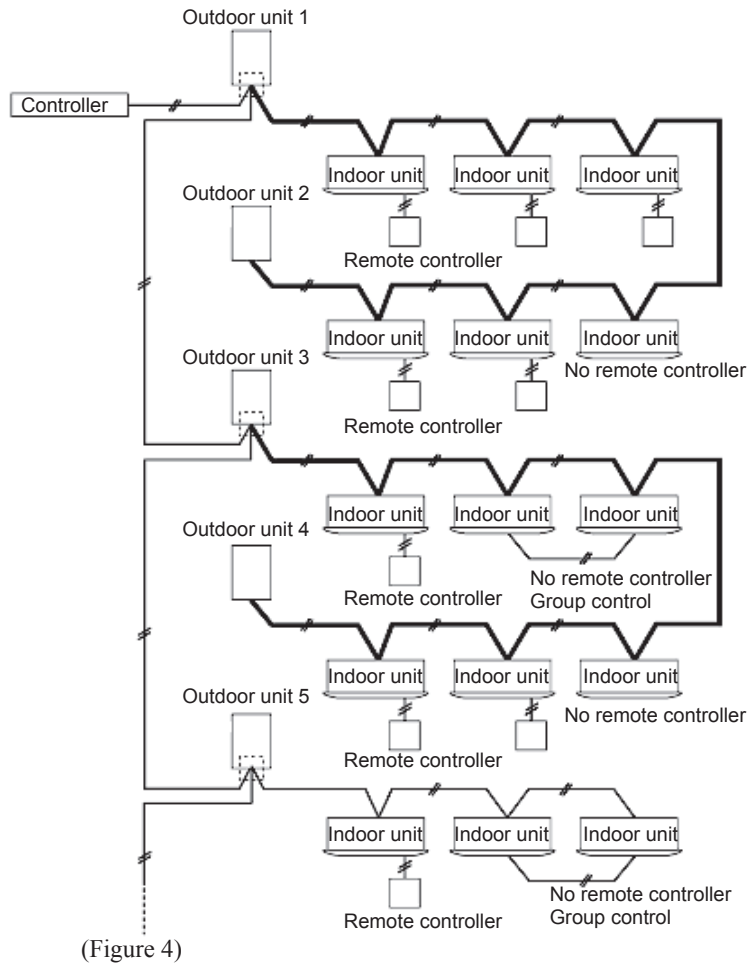 Outdoor unit 1
Controller
Indoor unit
Indoor unit
Indoor unit
Outdoor unit 2
Remote controller
Indoor unit
Indoor unit
Indoor unit
Outdoor unit 3
No remote controller
Remote controller
Indoor unit
Indoor unit
Indoor unit
Outdoor unit 4
No remote controller
Group control
Remote controller
Indoor unit
Indoor unit
Indoor unit
Outdoor unit 5
No remote controller
Remote controller
Indoor unit
Indoor unit
Indoor unit
No remote controller
Group control
Remote controller
(Figure 4)